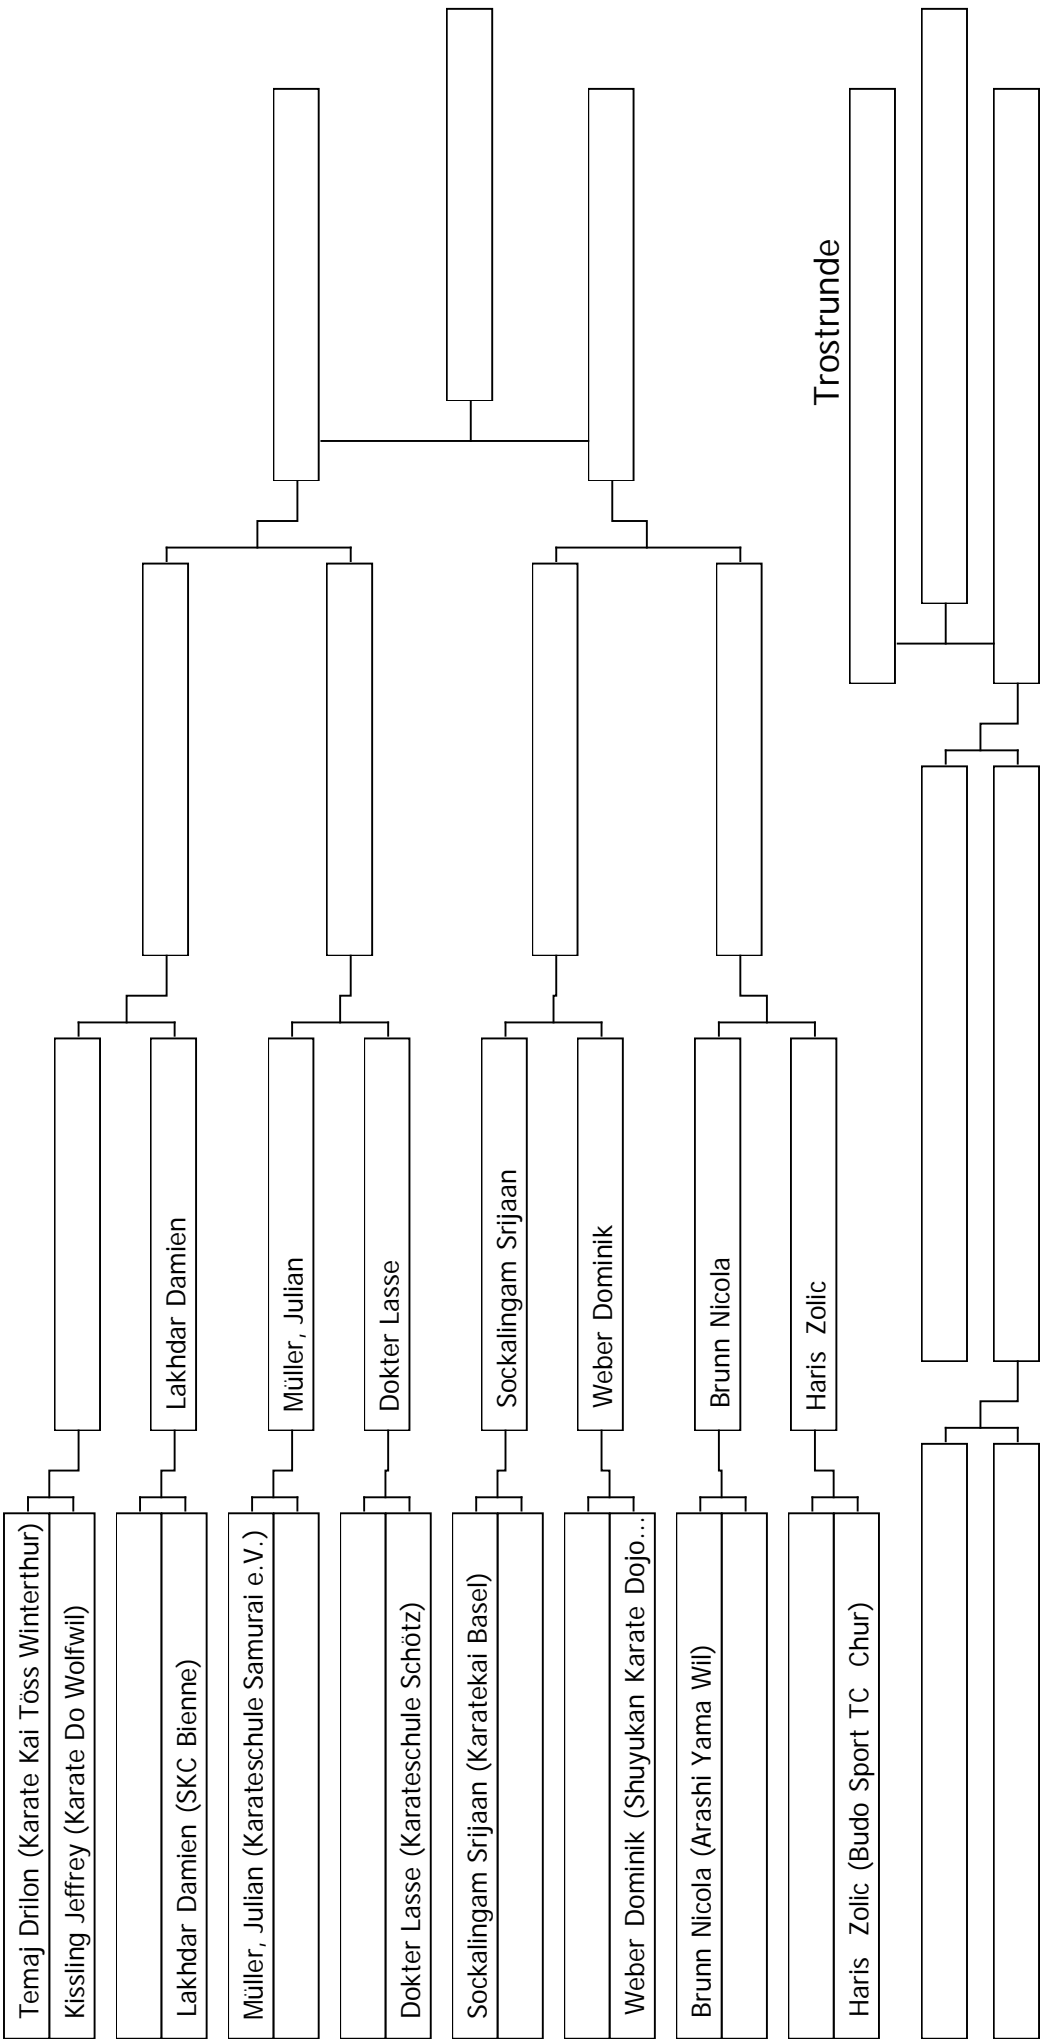 Temaj Drilon (Karate Kai Töss Winterthur)
Kissling Jeffrey (Karate Do Wolfwil)
Lakhdar Damien (SKC Bienne)
Müller, Julian (Karateschule Samurai e.V.)
Dokter Lasse (Karateschule Schötz)
Sockalingam Srijaan (Karatekai Basel)
Weber Dominik (Shuyukan Karate Dojo...
Brunn Nicola (Arashi Yama Wil)
Haris Zolic (Budo Sport TC Chur)
Lakhdar Damien
Müller, Julian
Dokter Lasse
Sockalingam Srijaan
Weber Dominik
Brunn Nicola
Haris Zolic
Trostrunde